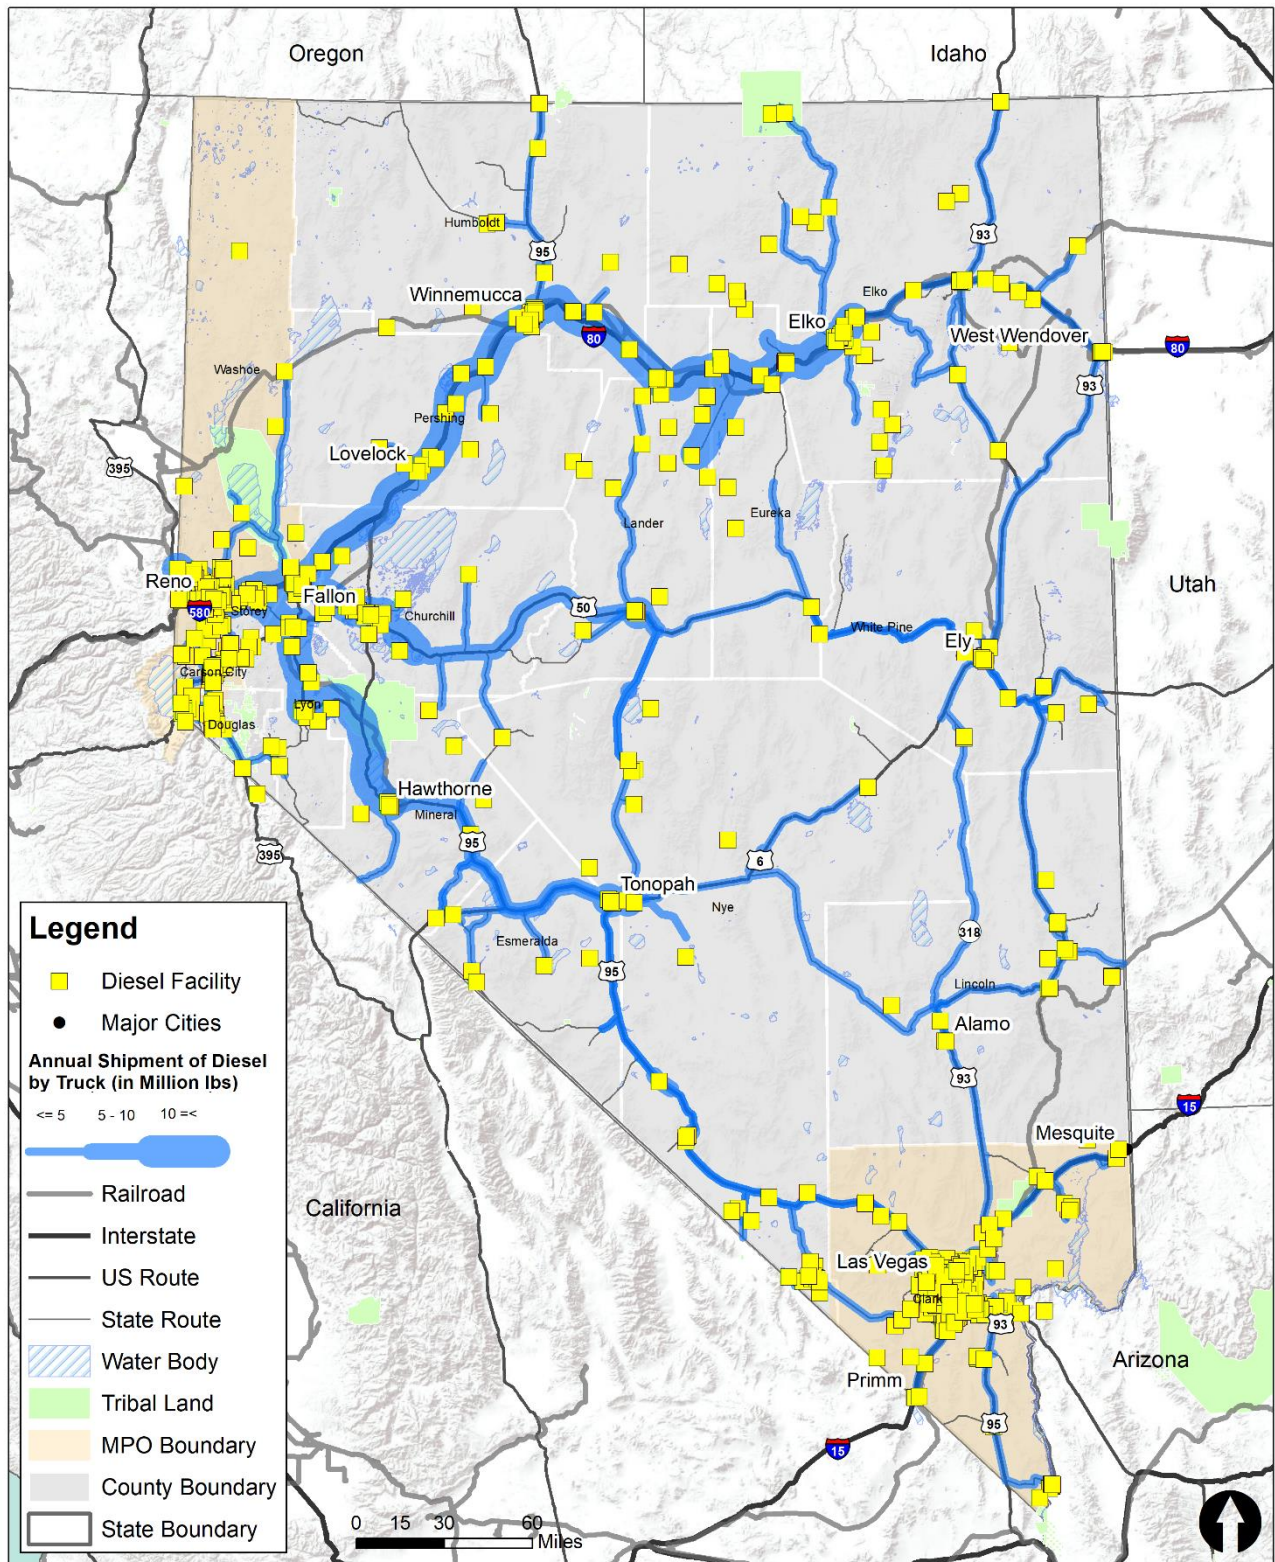 Oregon
Idaho
Humboldt
95
93
Winnemucca
Elko
Elko
80
West Wendover
80
Washoe
93
Pershing
Lovelock
395
Lander
Eureka
Reno
Fallon
Utah
580
Storey
50
Churchill
White Pine
Ely
Carson City
Lyon
Douglas
Hawthorne
Mineral
95
395
6
Tonopah
Nye
318
Esmeralda
95
Lincoln
Alamo
93
15
Mesquite
California
Las Vegas
Clark
93
Arizona
Primm
95
15
Legend
Diesel Facility
Major Cities
Annual Shipment of Diesel
by Truck (in Million lbs)
<= 5 5 - 10 10 =<
Railroad
Interstate
US Route
State Route
Water Body
Tribal Land
MPO Boundary
County Boundary
State Boundary
0 15 30 60
Miles